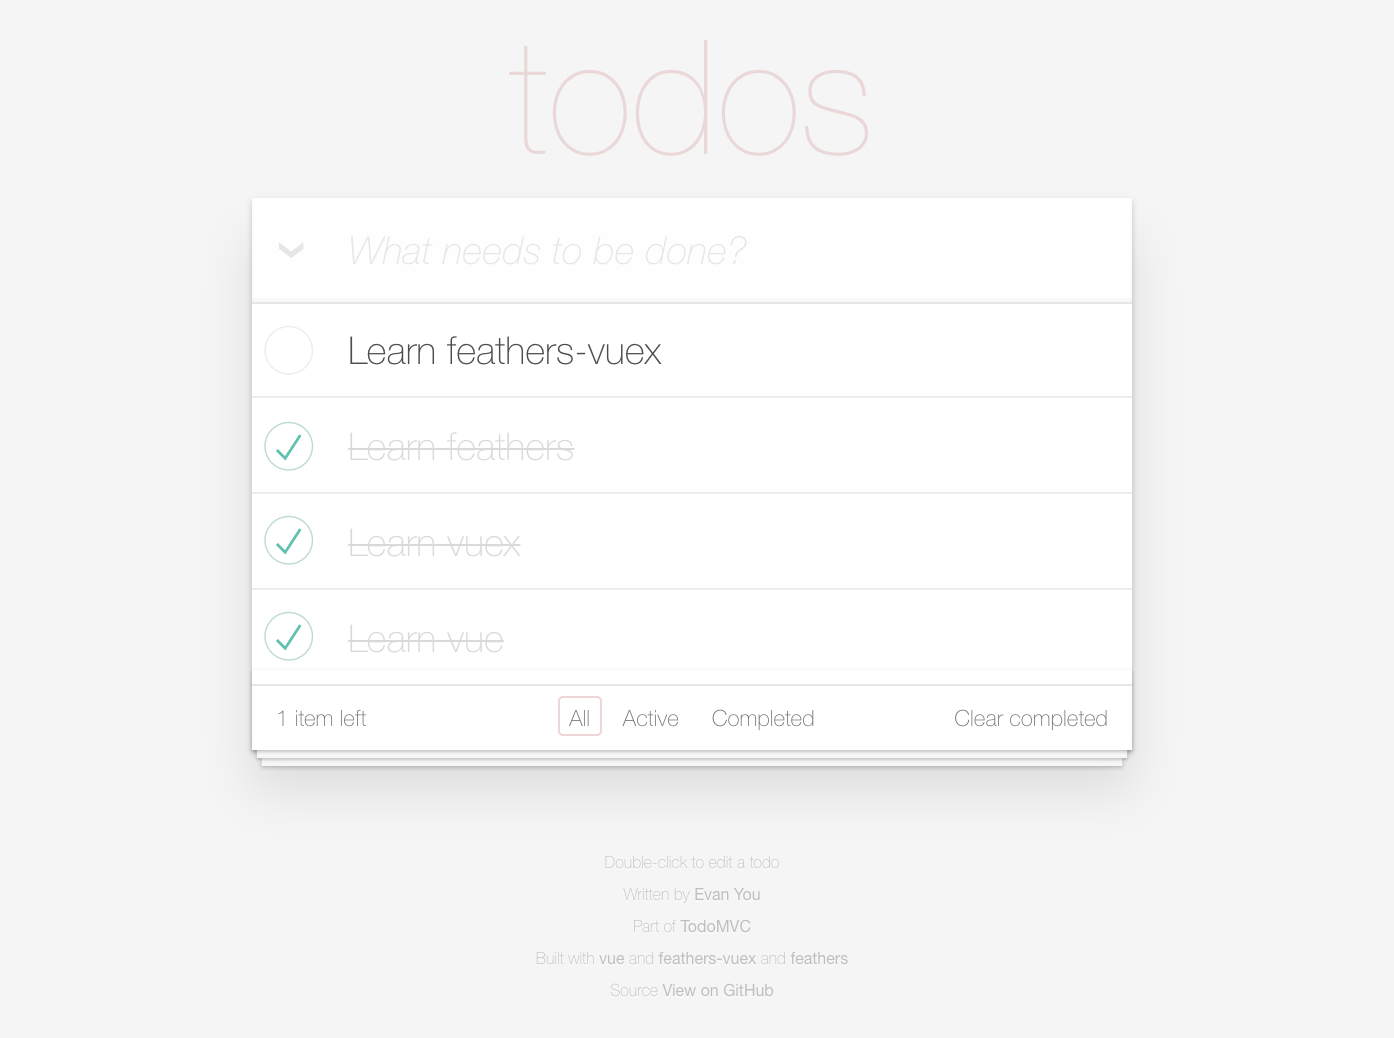 todos
What needs to be done?
Learn feathers-vuex
Learn feathers
Learn vuex
Learn vue
1 item left All Active Completed Clear completed
Double-click to edit a todo
Written by Evan You
Part of TodoMVC
Built with vue and feathers-vuex and feathers
Source View on GitHub